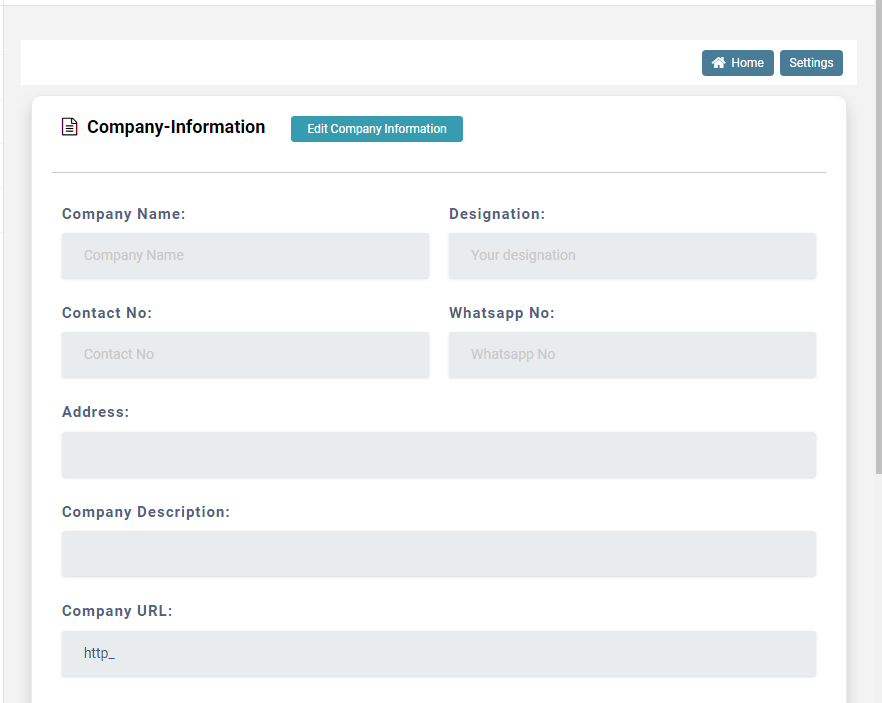 Home Settings
Company-Information Edit Company Information
Company Name: Designation:
Company Name Your designation
Contact No: Whatsapp No:
Contact No Whatsapp No
Address:
Company Description:
Company URL:
http_